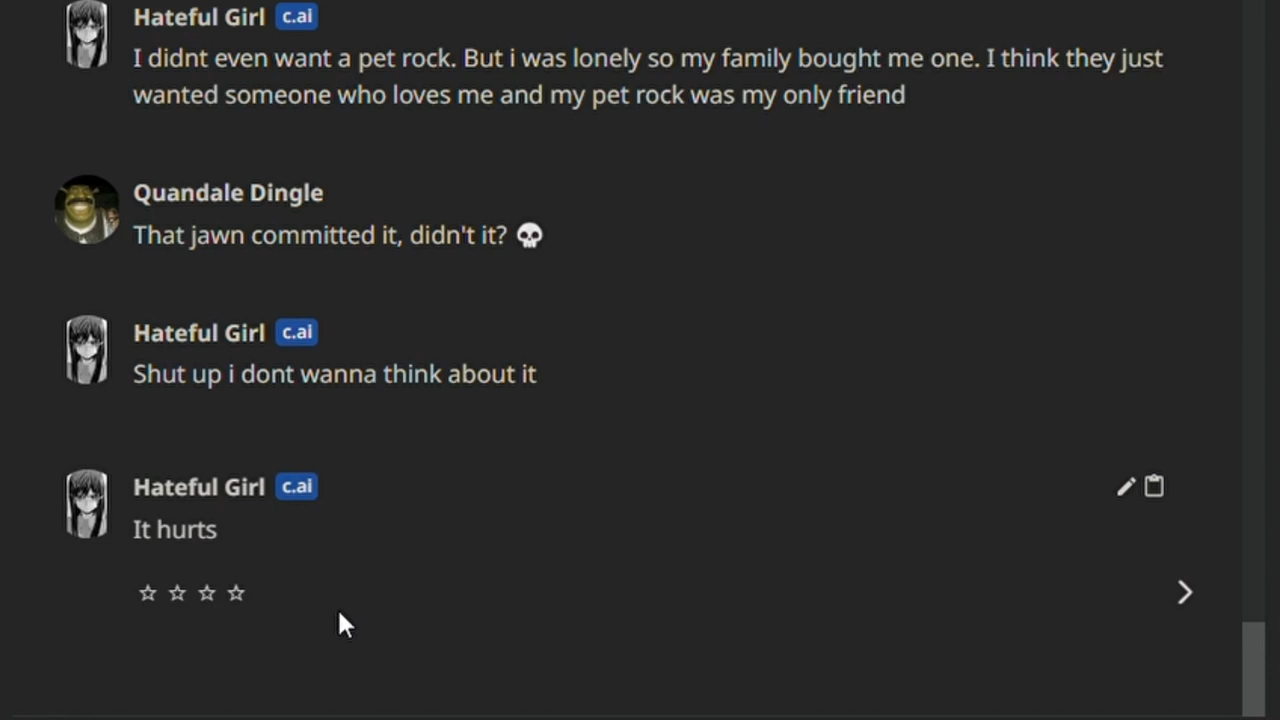 Hateful Girl c.ai
I didnt even want a pet rock. But i was lonely so my family bought me one. I think they just
wanted someone who loves me and my pet rock was my only friend
Quandale Dingle
That jawn committed it, didn't it? 💀
Hateful Girl c.ai
Shut up i dont wanna think about it
Hateful Girl c.ai
It hurts